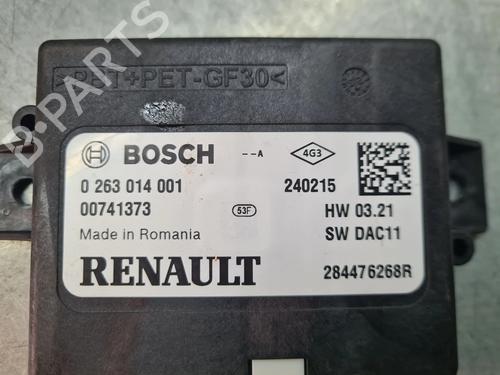 >PBT+PET-GF30<
BOSCH --A 4G3
0 263 014 001 240215
00741373 53F HW 03.21
Made in Romania SW DAC11
RENAULT 284476268R